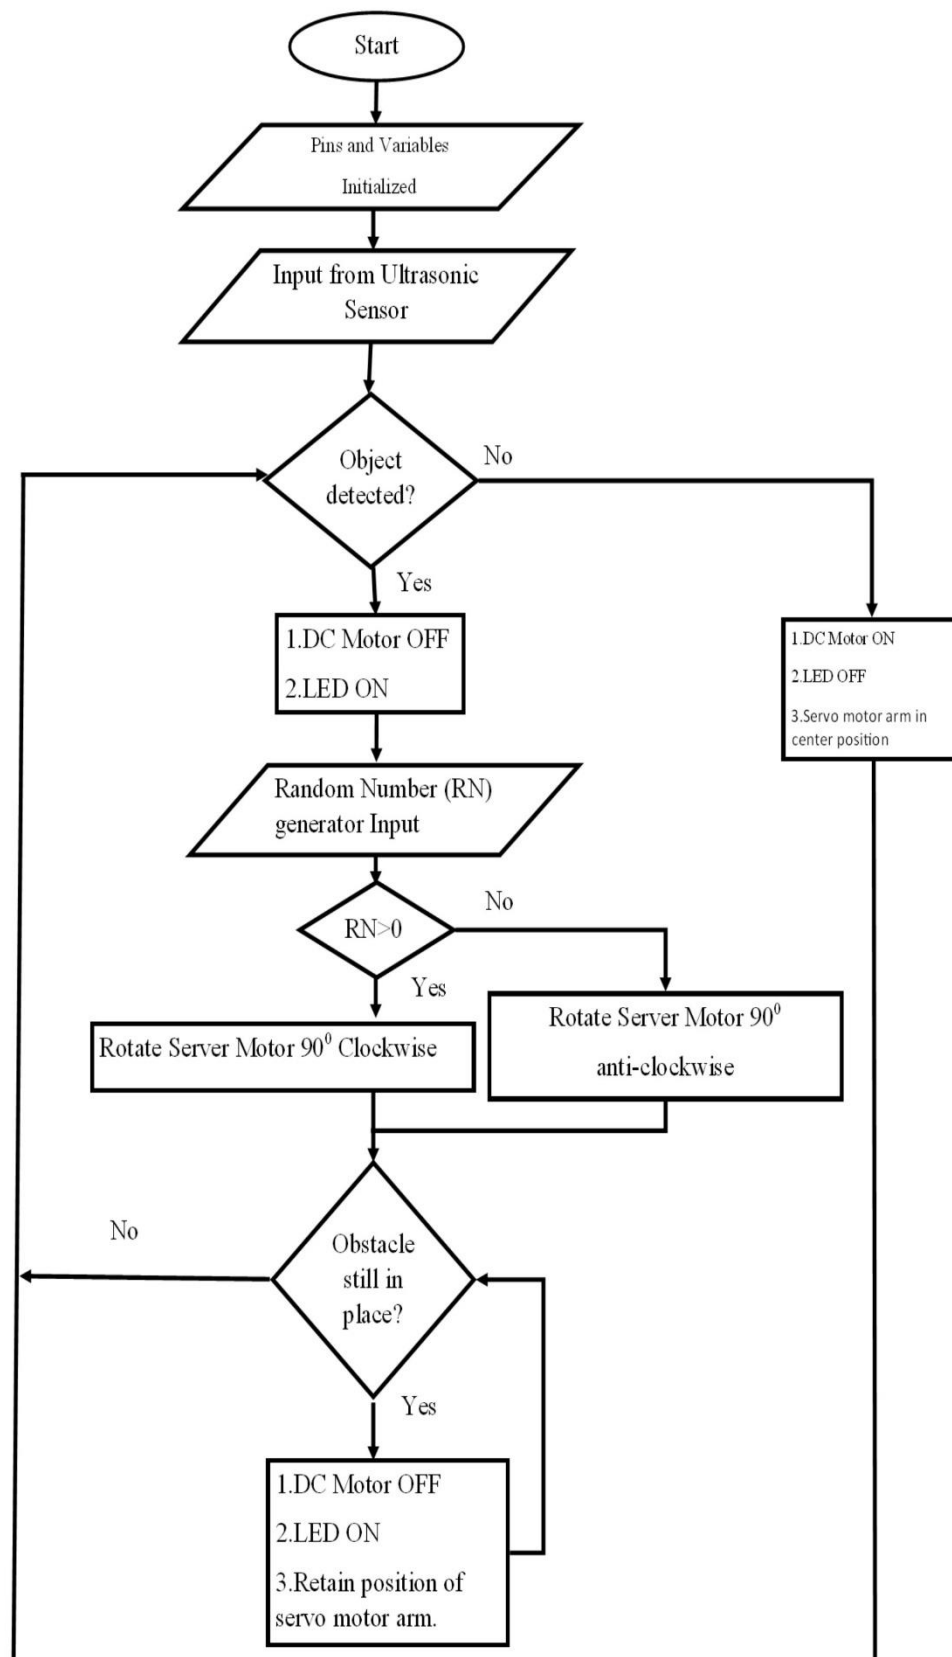 Start
Pins and Variables
Initialized
Input from Ultrasonic
Sensor
Object
detected?
No
Yes
1.DC Motor OFF
2.LED ON
1.DC Motor ON
2.LED OFF
3.Servo motor arm in
center position
Random Number (RN)
generator Input
RN>0
No
Yes
Rotate Server Motor 90⁰ Clockwise
Rotate Server Motor 90⁰
anti-clockwise
Obstacle
still in
place?
No
Yes
1.DC Motor OFF
2.LED ON
3.Retain position of
servo motor arm.